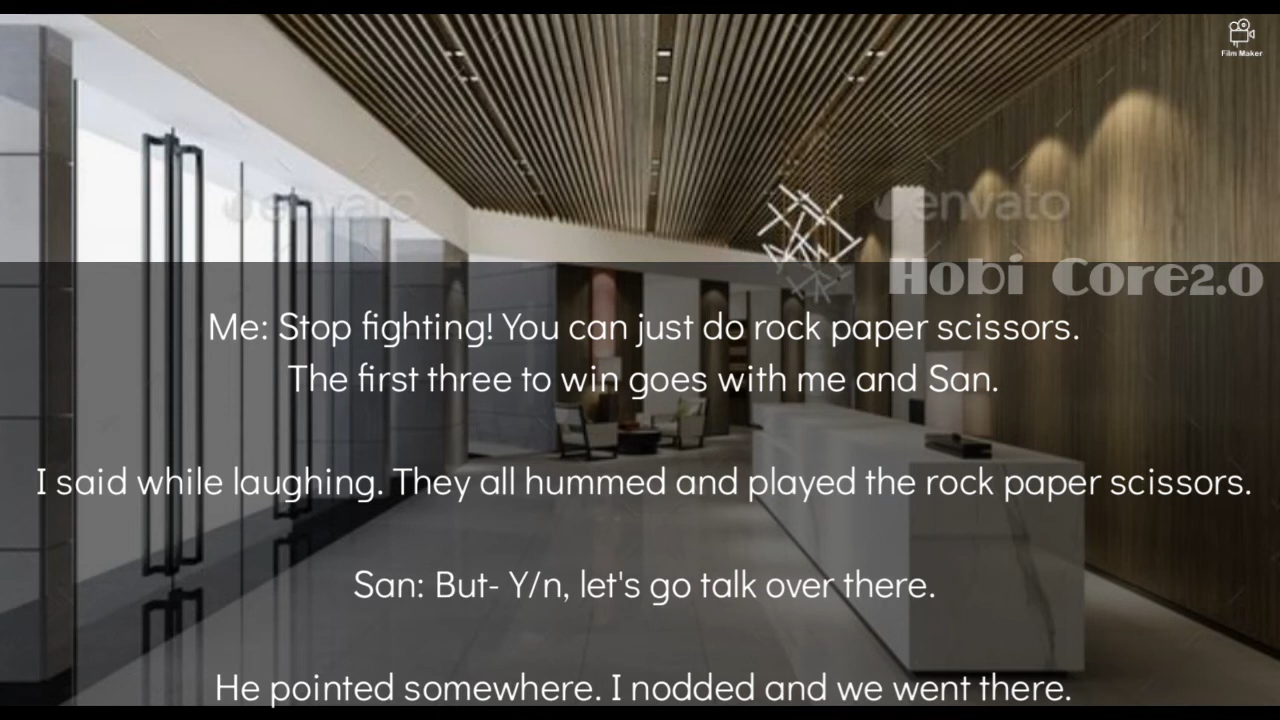 Film Maker
envato
envato
Hobi Core2.0
Me: Stop fighting! You can just do rock paper scissors.
The first three to win goes with me and San.
I said while laughing. They all hummed and played the rock paper scissors.
San: But- Y/n, let's go talk over there.
He pointed somewhere. I nodded and we went there.